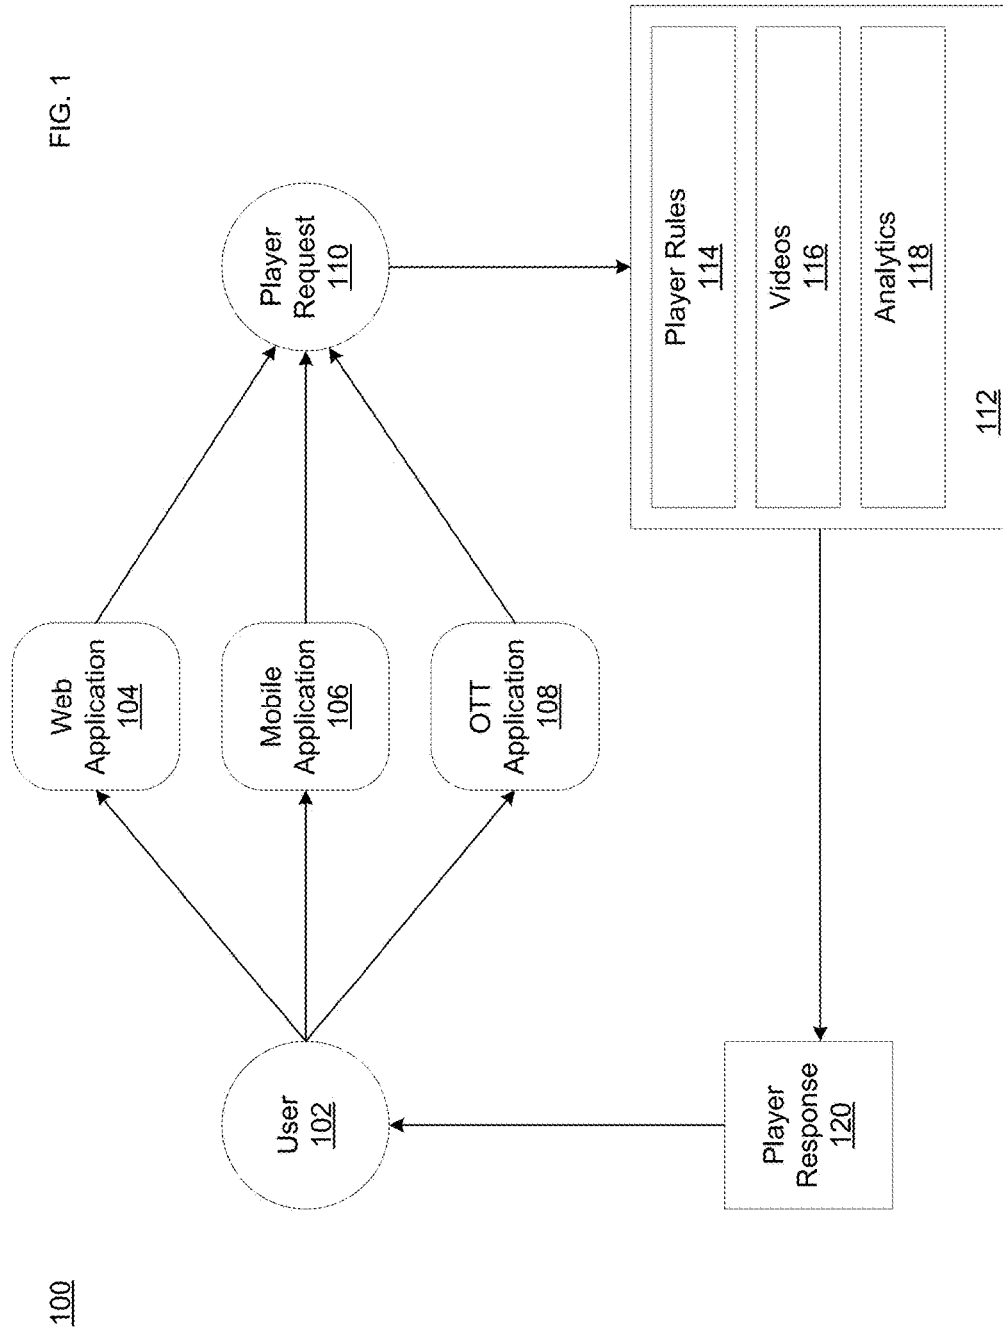 100
FIG. 1
User
102
Web
Application
104
Mobile
Application
106
OTT
Application
108
Player
Request
110
Player Rules
114
Videos
116
Analytics
118
112
Player
Response
120